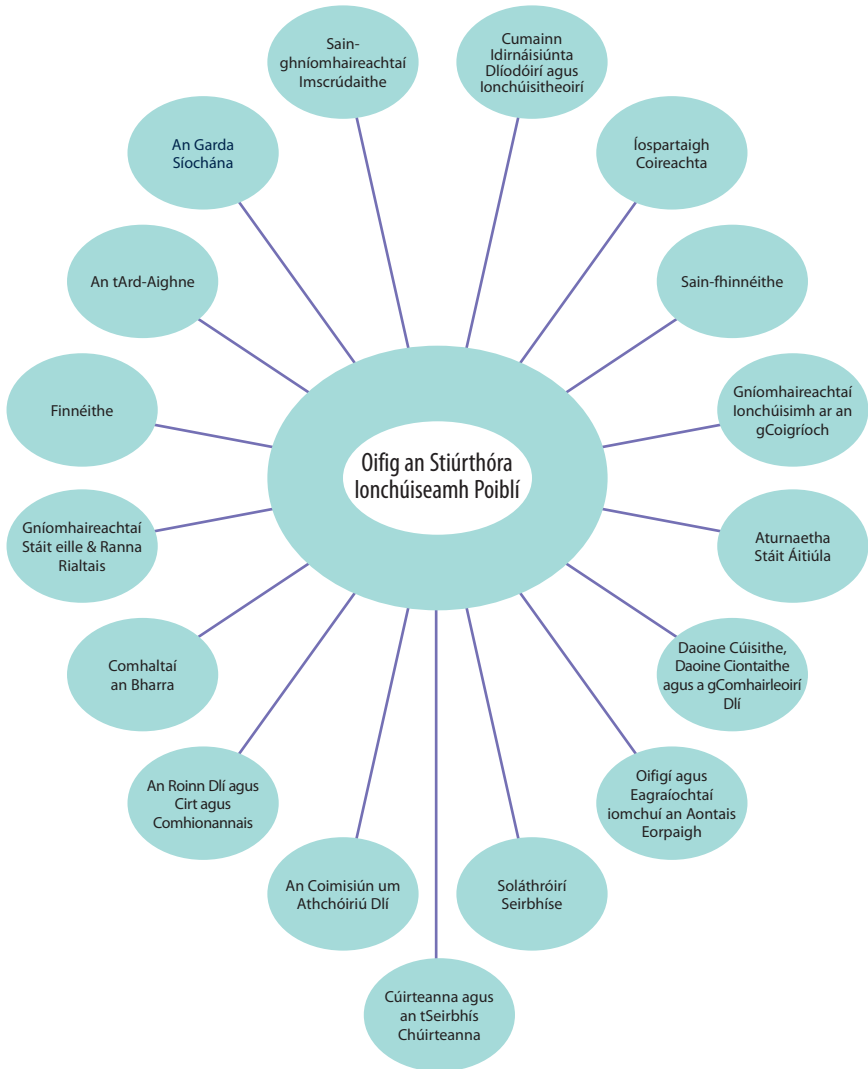 Sain-
ghníomhaireachtaí
Imscrúdaithe
Cumainn
Idirnáisiúnta
Dlíodóirí agus
Ionchúisitheoirí
An Garda
Síochána
Íospartaigh
Coireachta
An tArd-Aighne
Sain-fhinnéithe
Finnéithe
Gníomhaireachtaí
Ionchúisimh ar an
gCoigríoch
Oifig an Stiúrthóra
Ionchúiseamh Poiblí
Gníomhaireachtaí
Stáit eille & Ranna
Rialtais
Aturnaetha
Stáit Áitiúla
Comhaltaí
an Bharra
Daoine Cúisithe,
Daoine Ciontaithe
agus a gComhairleoirí
Dlí
An Roinn Dlí agus
Cirt agus
Comhionannais
Oifigí agus
Eagraíochtaí
iomchuí an Aontais
Eorpaigh
An Coimisiún um
Athchóiriú Dlí
Soláthróirí
Seirbhíse
Cúirteanna agus
an tSeirbhís
Chúirteanna